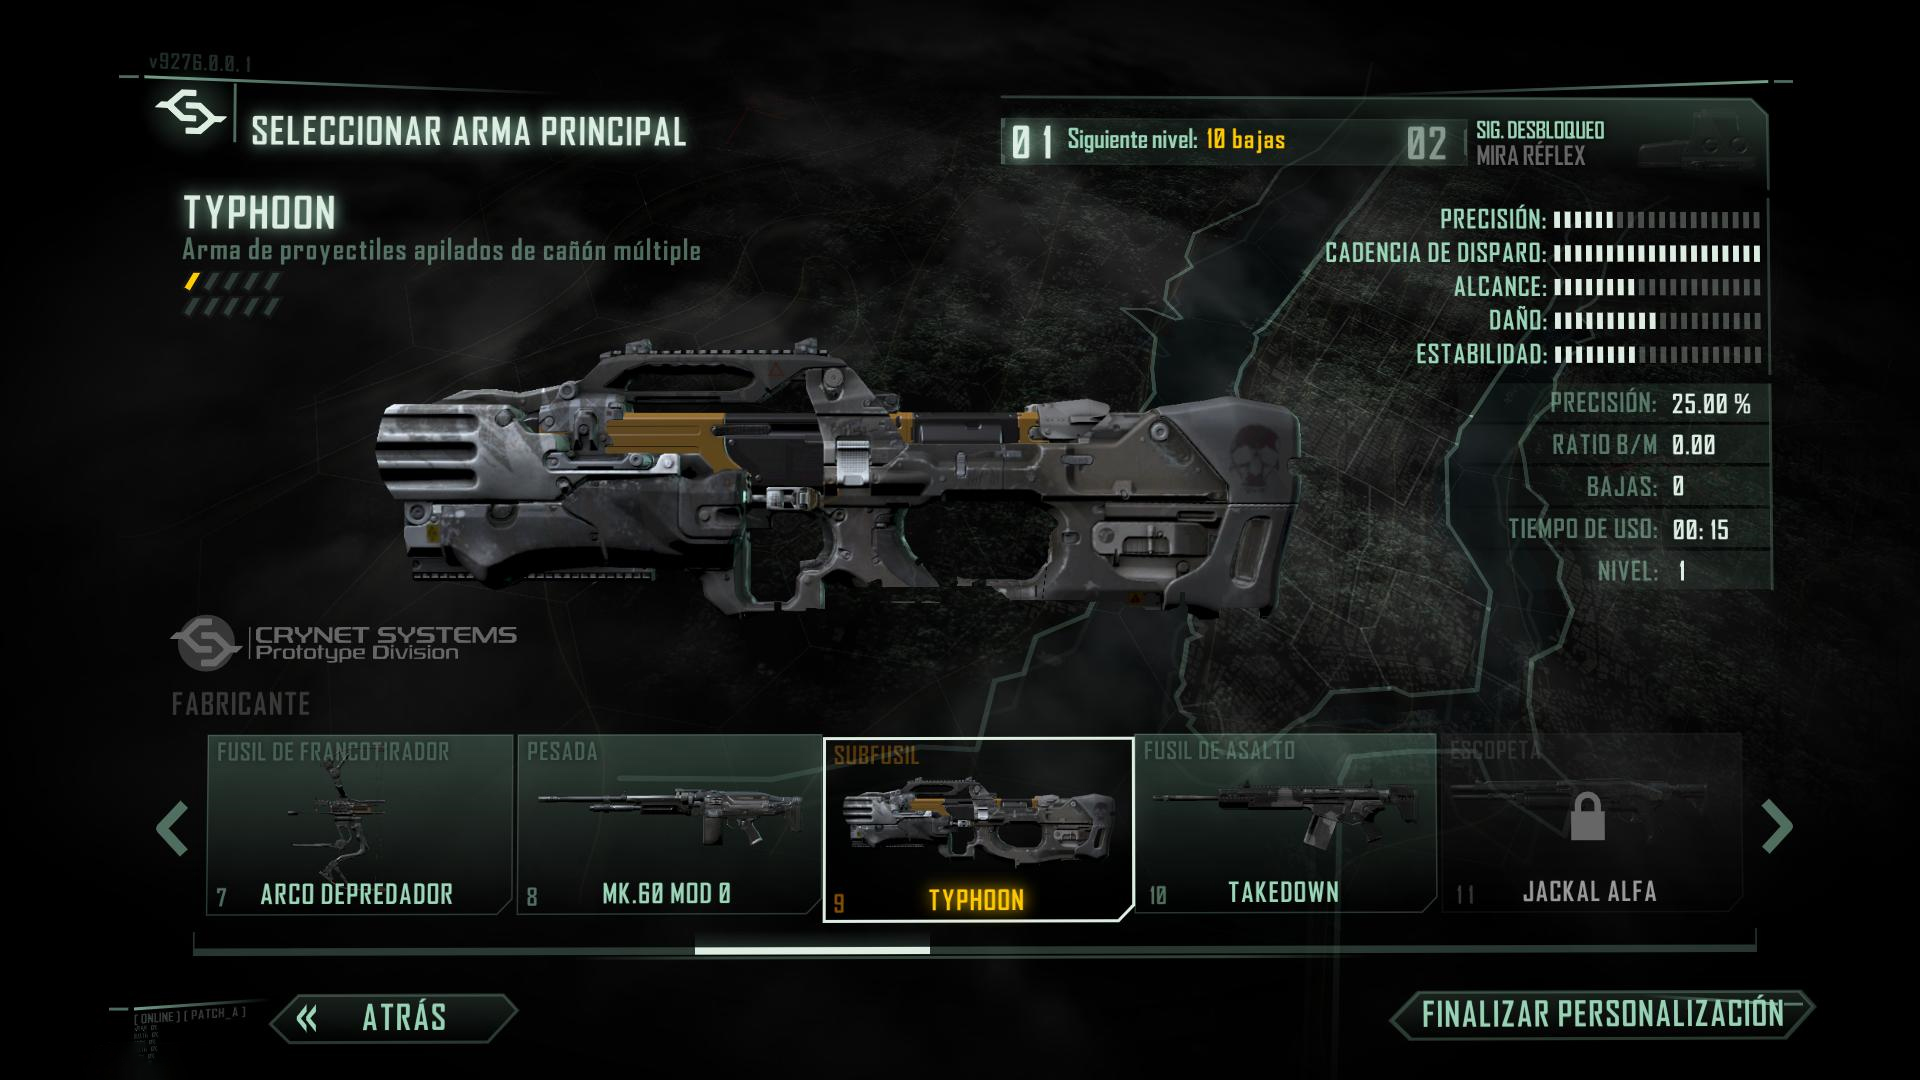 v9276.0.0.1
SELECCIONAR ARMA PRINCIPAL
01 Siguiente nivel: 10 bajas 02
SIG. DESBLOQUEO
MIRA RÉFLEX
TYPHOON
Arma de proyectiles apilados de cañón múltiple
PRECISIÓN:
CADENCIA DE DISPARO:
ALCANCE:
DAÑO:
ESTABILIDAD:
PRECISIÓN: 25.00 %
RATIO B/M 0.00
BAJAS: 0
TIEMPO DE USO: 00:15
NIVEL: 1
CRYNET SYSTEMS
Prototype Division
FABRICANTE
FUSIL DE FRANCOTIRADOR
7 ARCO DEPREDADOR
PESADA
8 MK.60 MOD 0
SUBFUSIL
9 TYPHOON
FUSIL DE ASALTO
10 TAKEDOWN
ESCOPETA
11 JACKAL ALFA
[ONLINE][PATCH_A]
ATRÁS
FINALIZAR PERSONALIZACIÓN